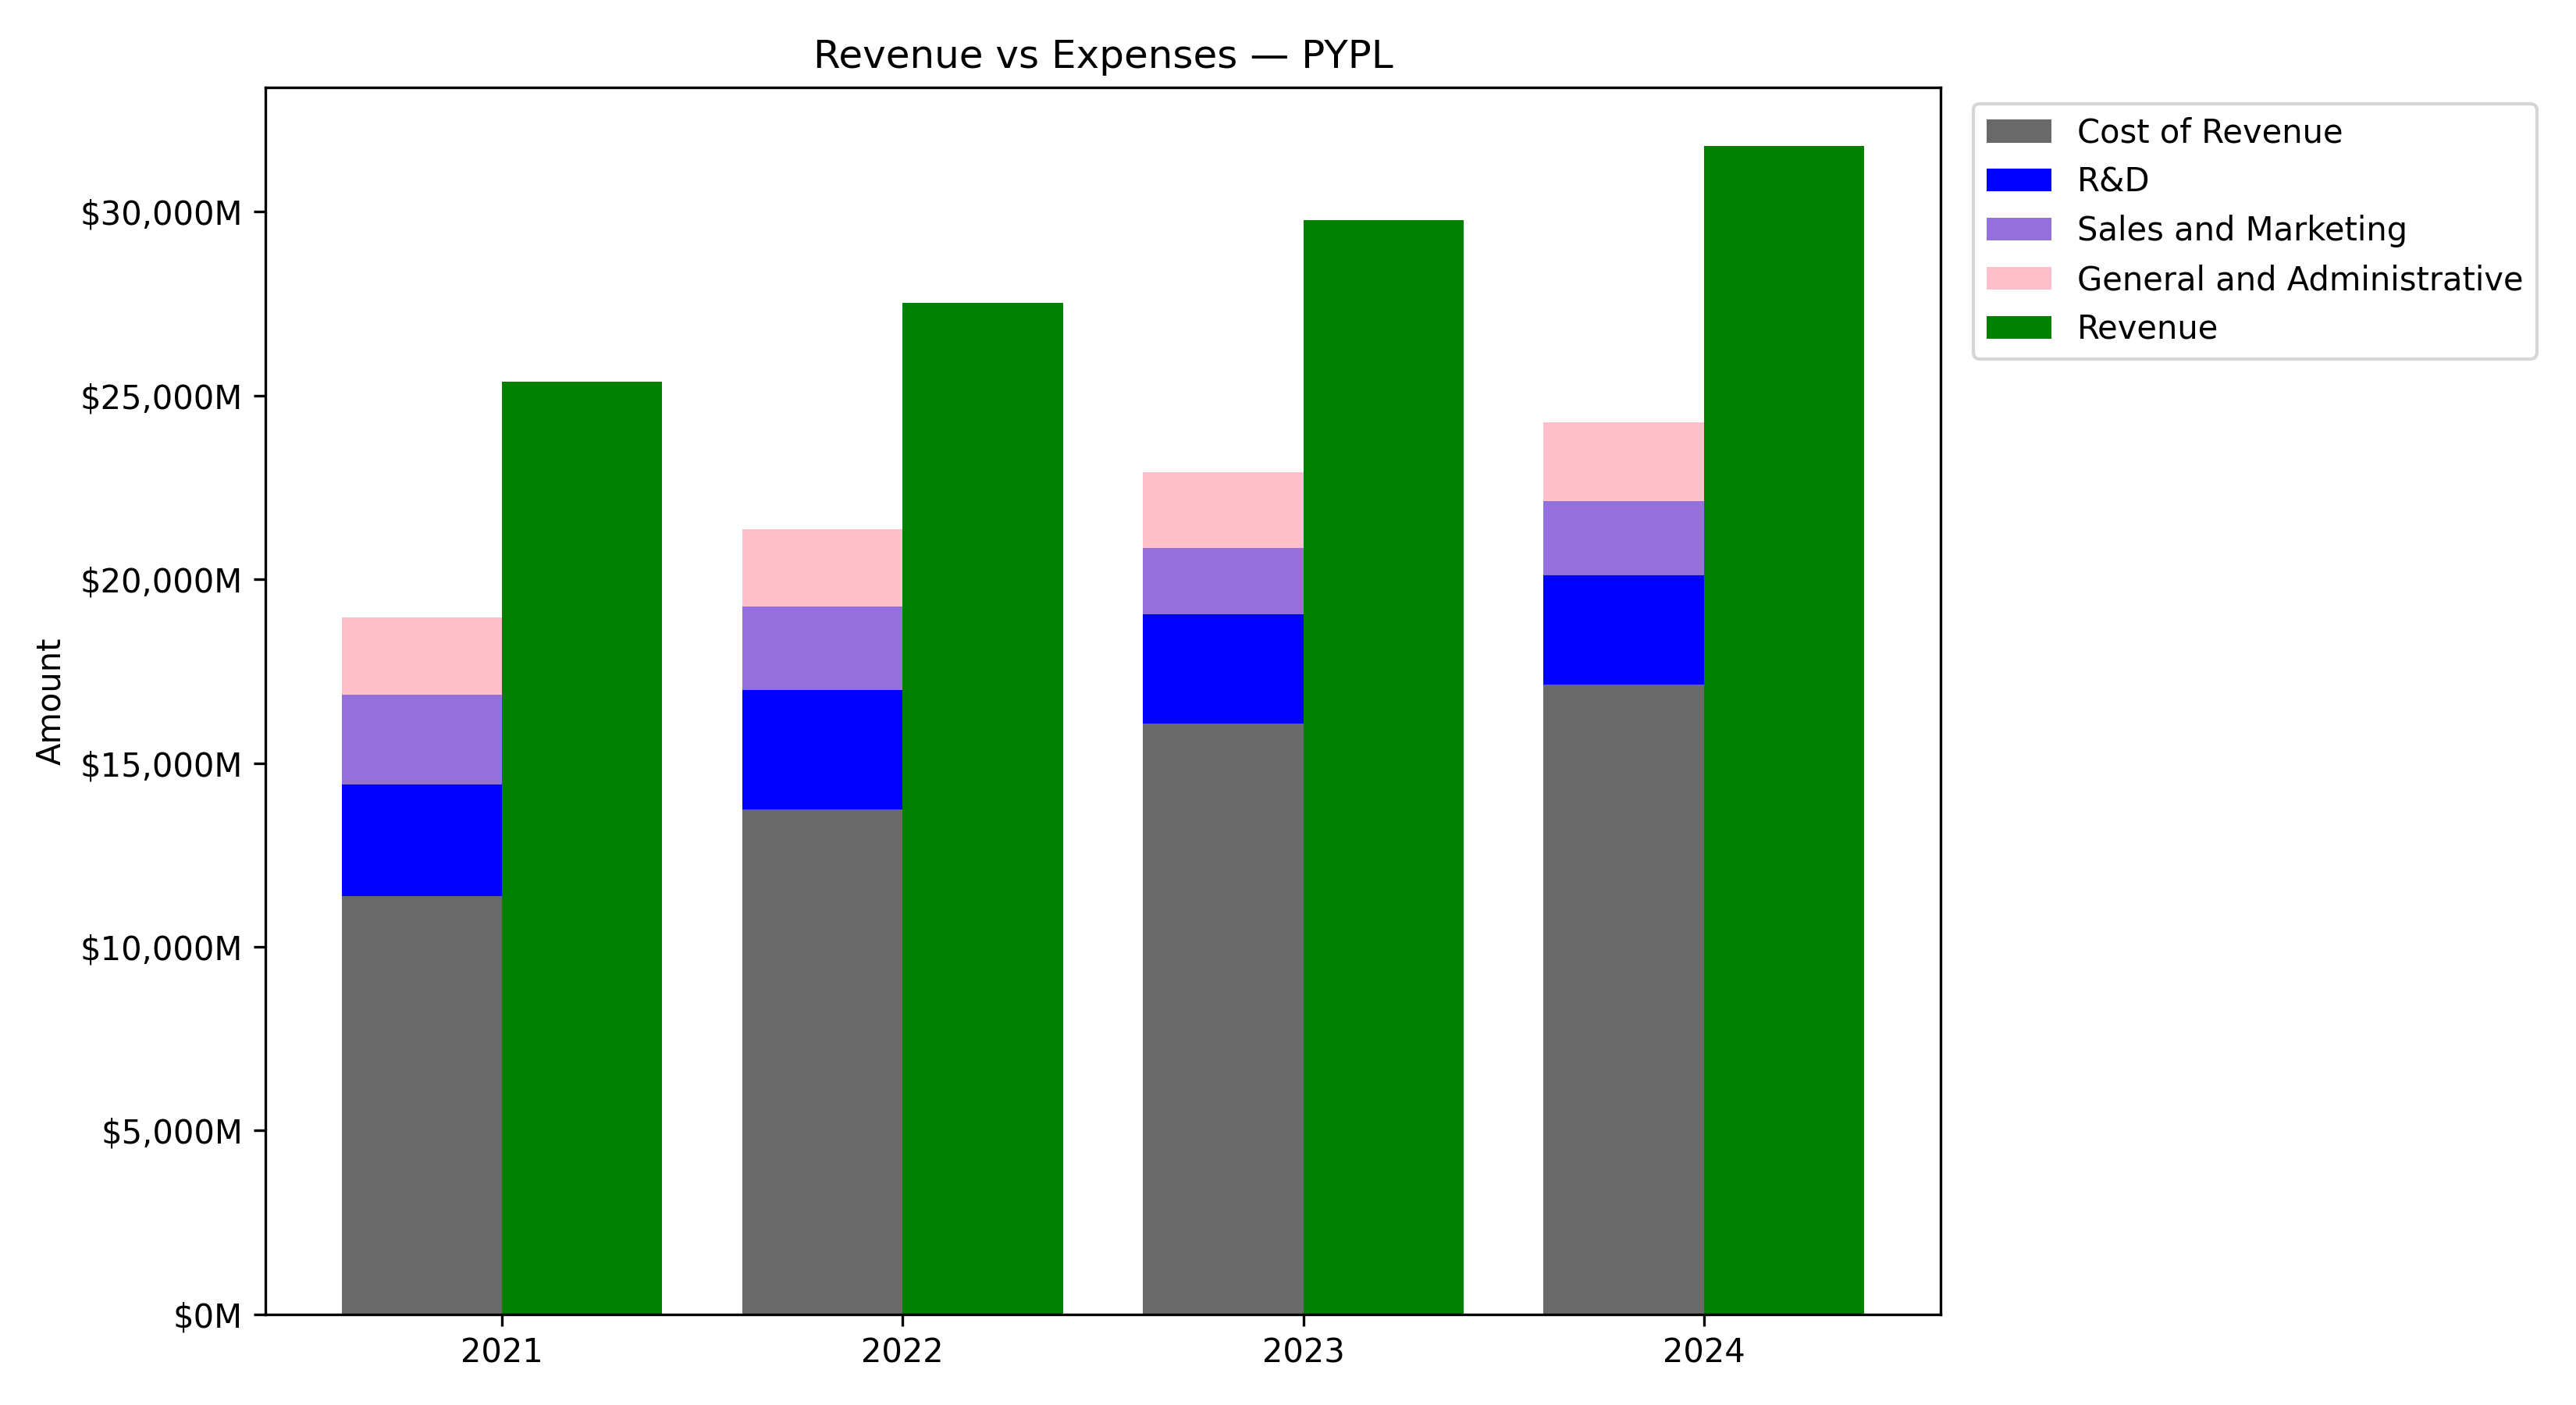 Revenue vs Expenses — PYPL
Cost of Revenue
R&D
Sales and Marketing
General and Administrative
Revenue
Amount
$30,000M
$25,000M
$20,000M
$15,000M
$10,000M
$5,000M
$0M
2021 2022 2023 2024